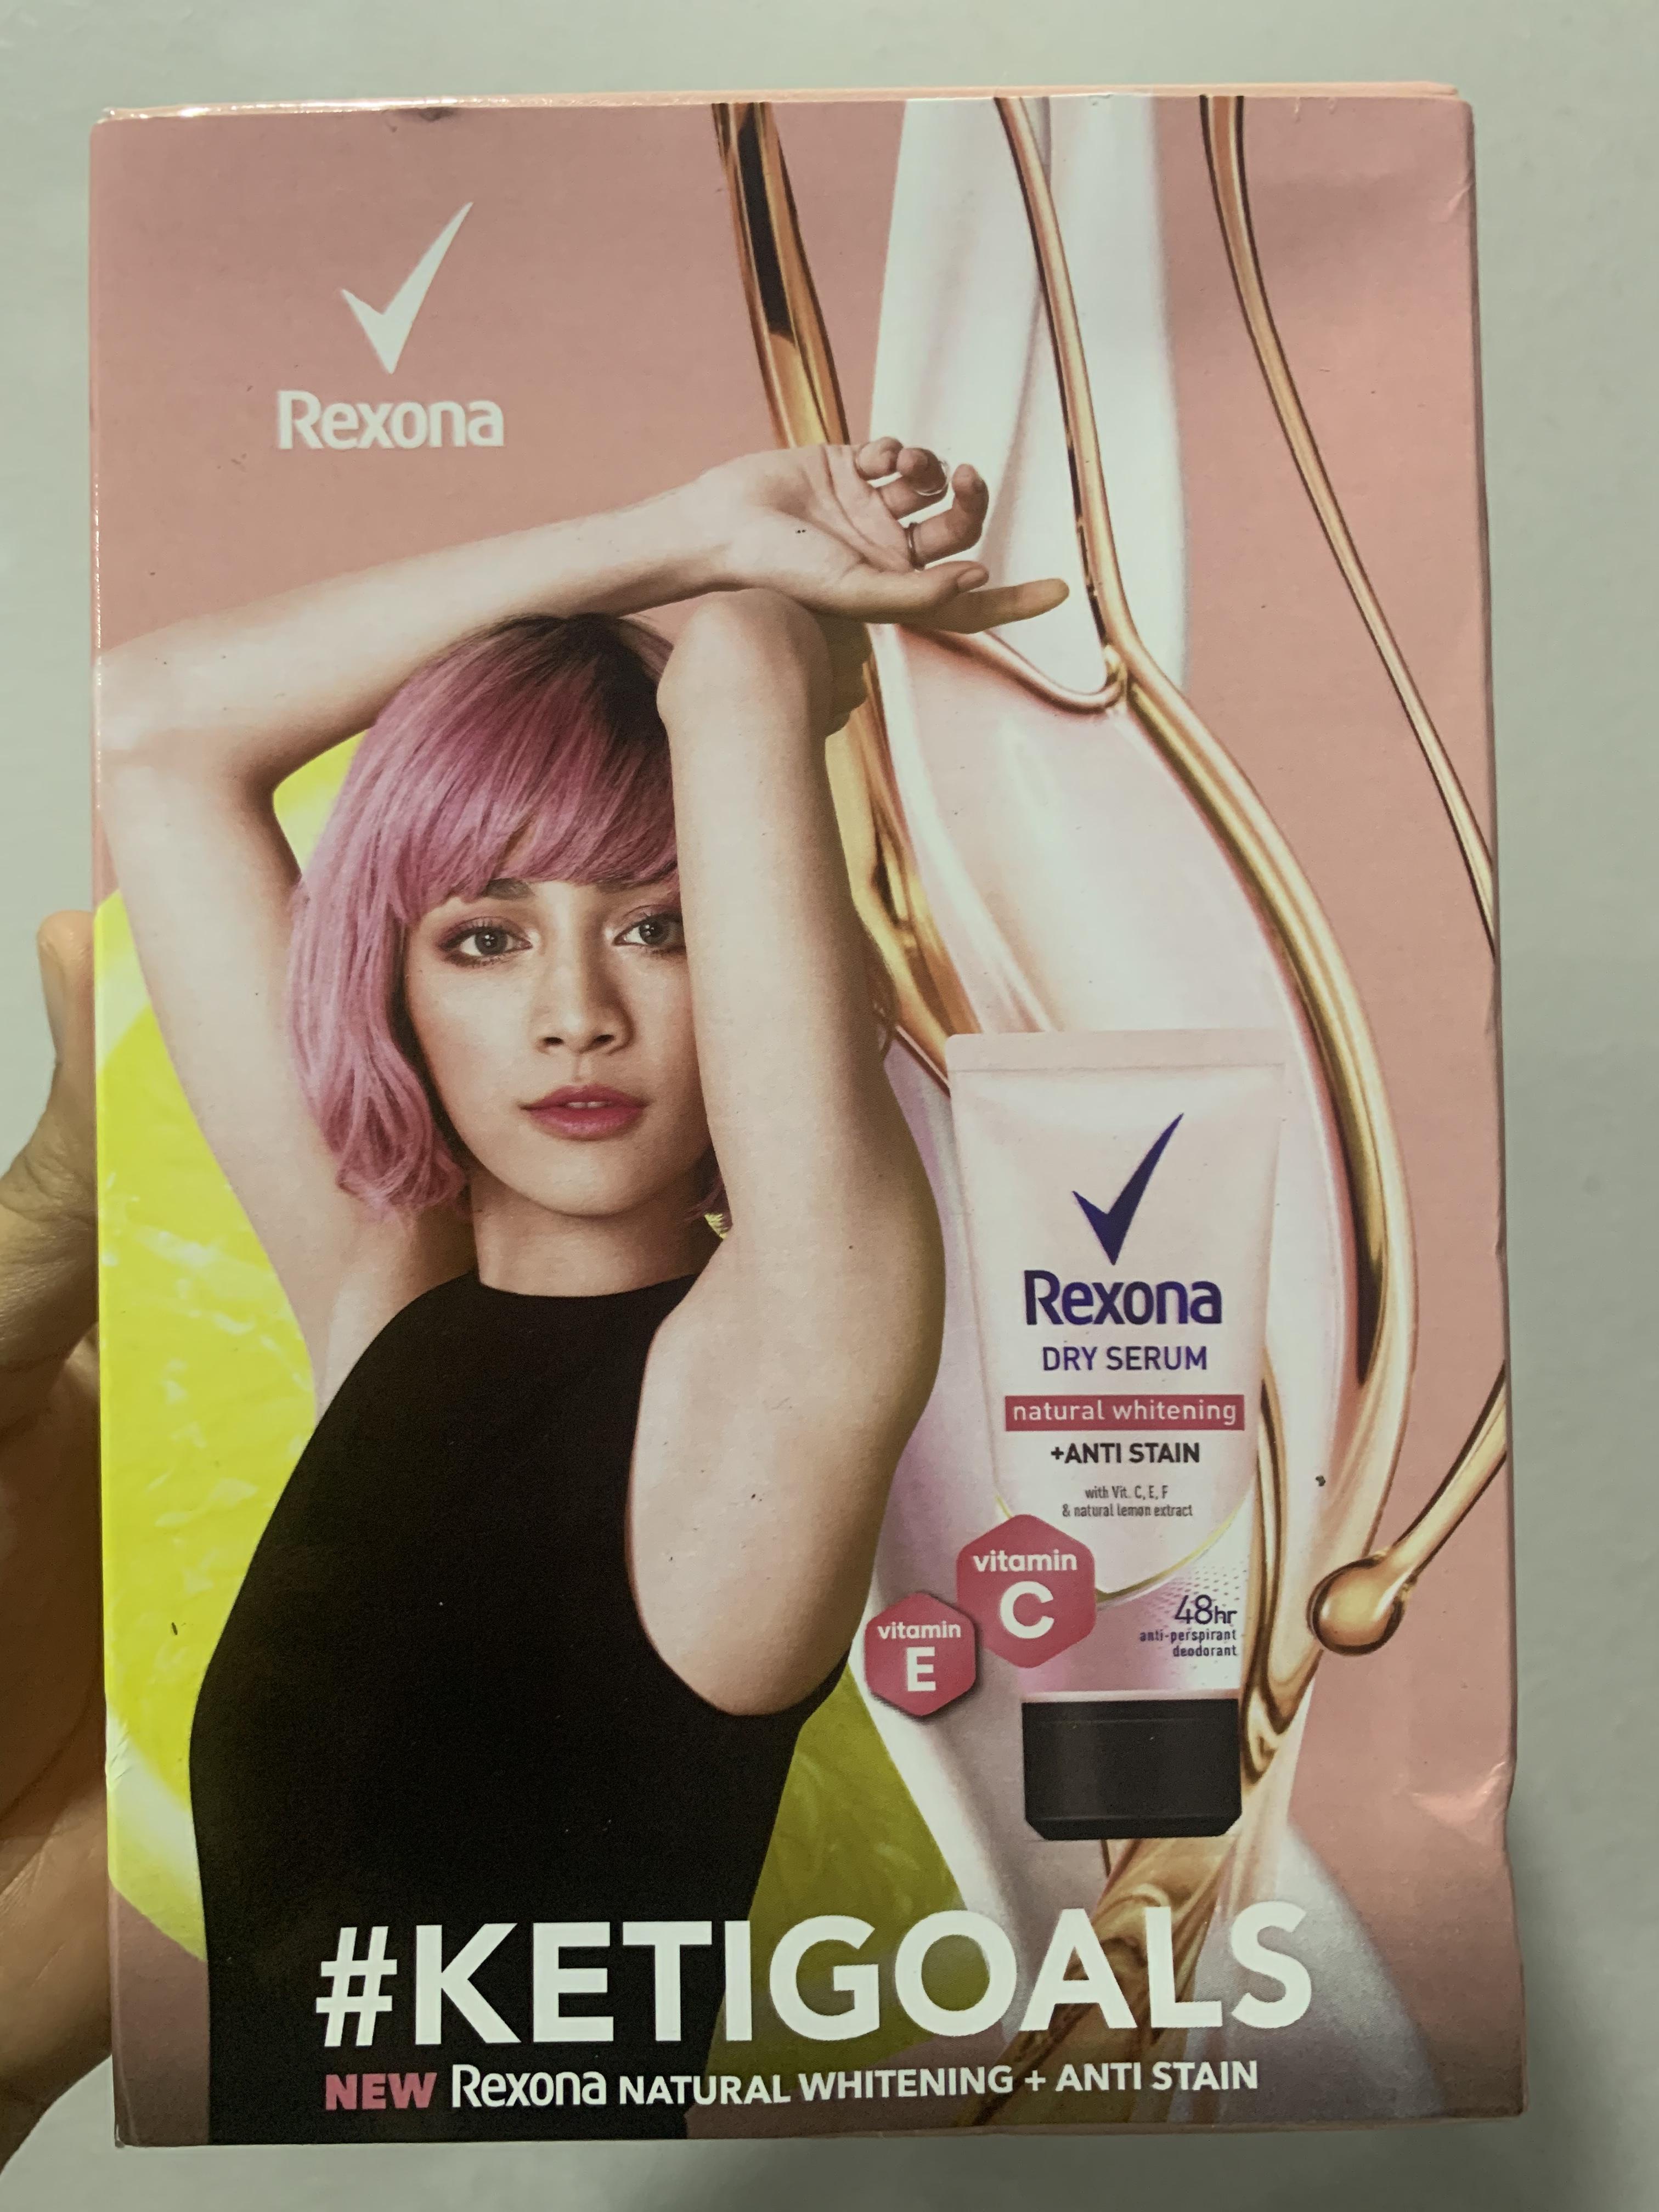 Rexona
#KETIGOALS
NEW Rexona NATURAL WHITENING + ANTI STAIN
Rexona
DRY SERUM
natural whitening
+ANTI STAIN
with Vit. C, E, F
& natural lemon extract
vitamin
C
vitamin
E
48hr
anti-perspirant
deodorant